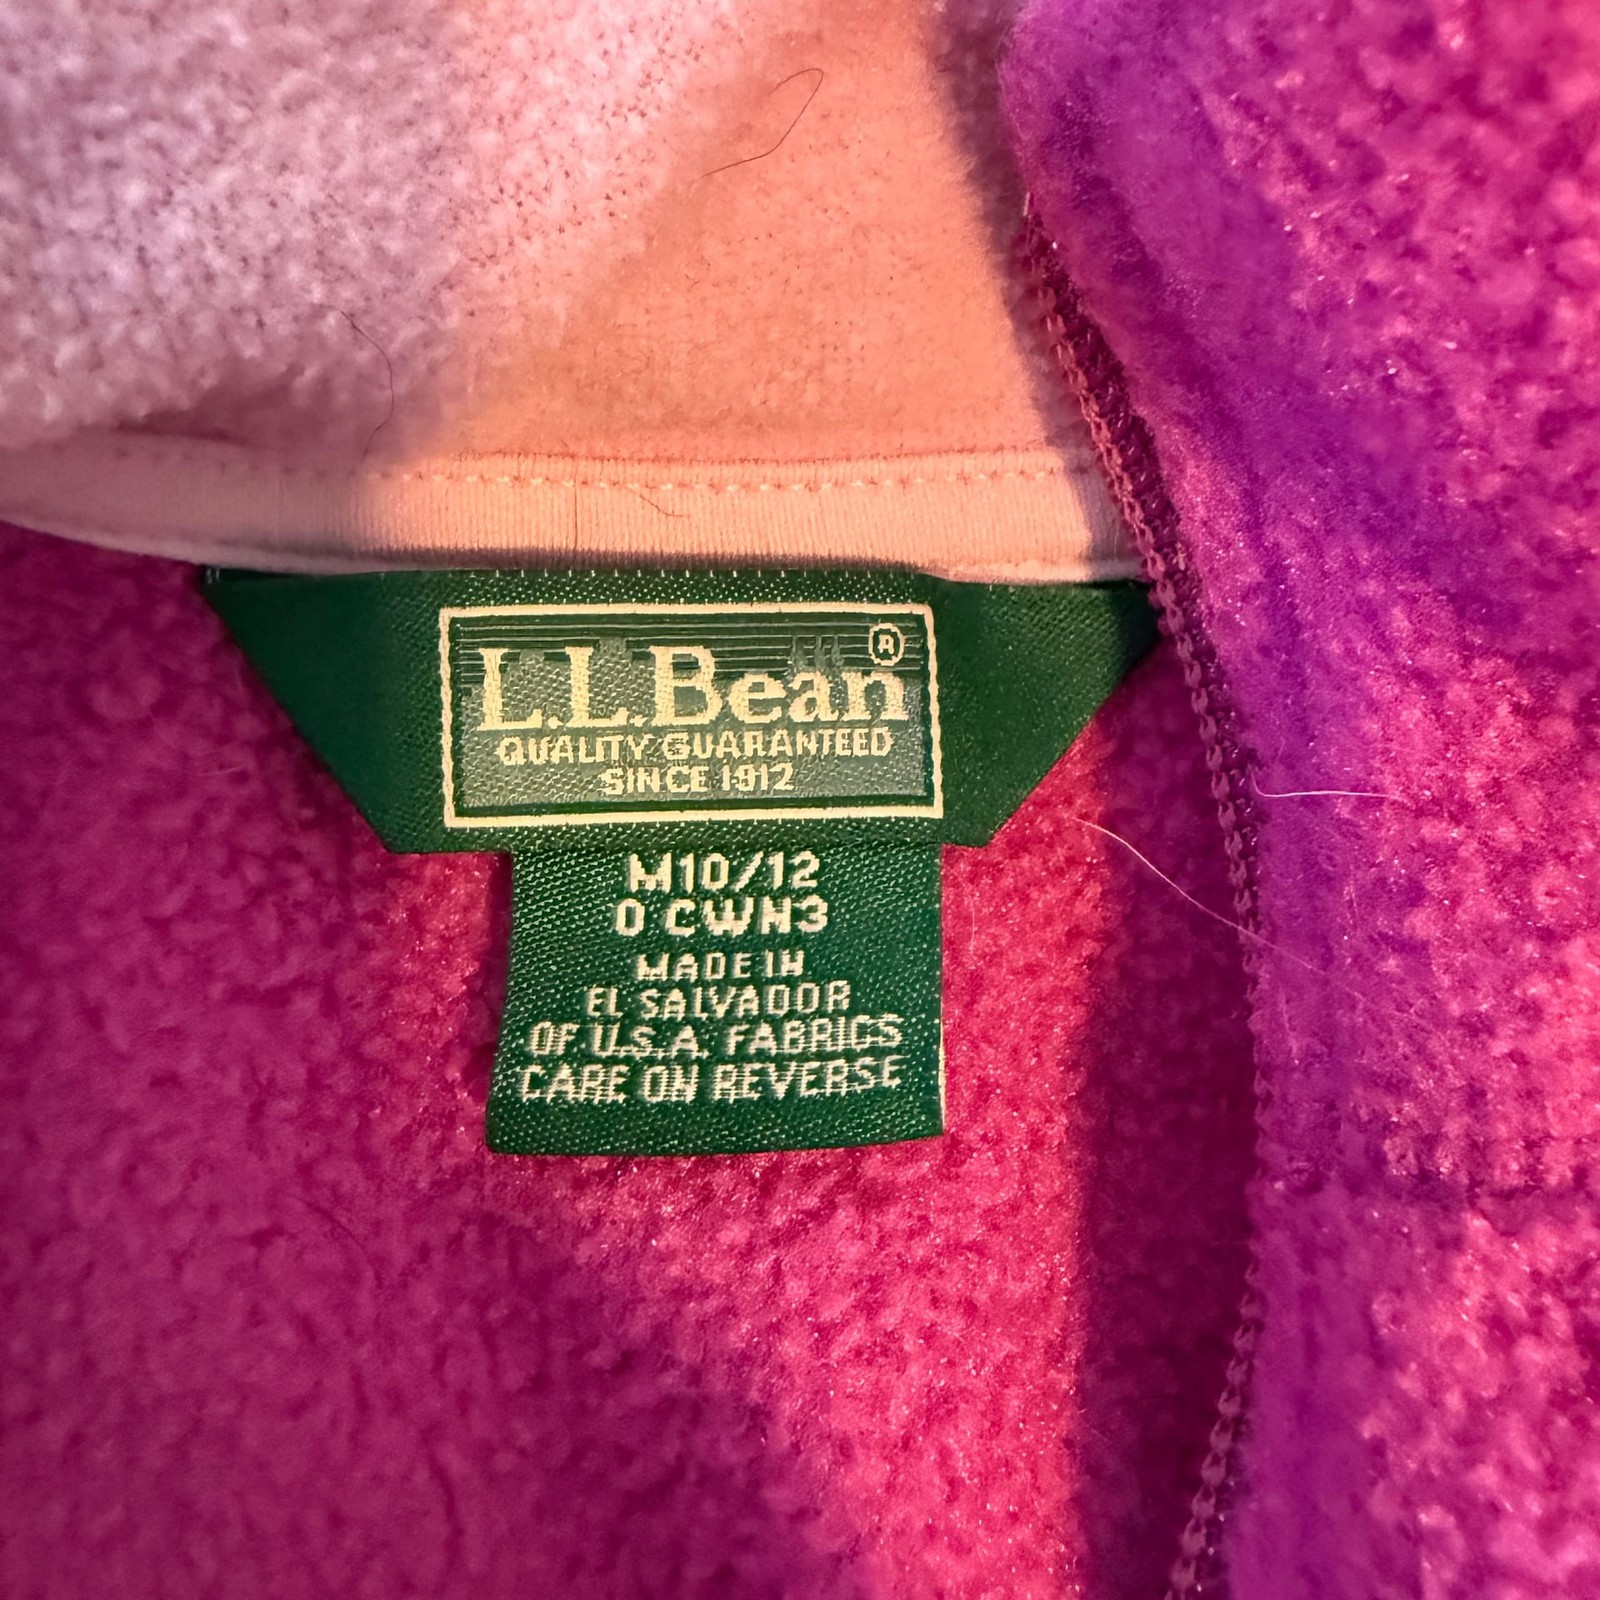 L.L.Bean®
QUALITY GUARANTEED
SINCE 1912
M10/12
0 CWN3
MADE IN
EL SALVADOR
OF U.S.A. FABRICS
CARE ON REVERSE